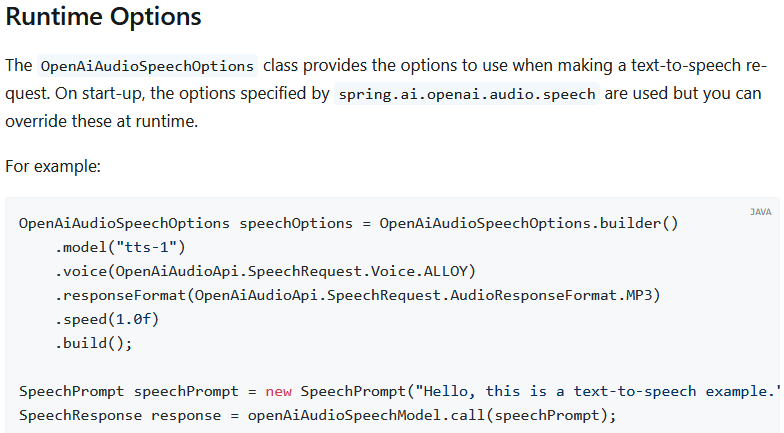 Runtime Options
The OpenAiAudioSpeechOptions class provides the options to use when making a text-to-speech re-
quest. On start-up, the options specified by spring.ai.openai.audio.speech are used but you can
override these at runtime.
For example:
JAVA
OpenAiAudioSpeechOptions speechOptions = OpenAiAudioSpeechOptions.builder()
    .model("tts-1")
    .voice(OpenAiAudioApi.SpeechRequest.Voice.ALLOY)
    .responseFormat(OpenAiAudioApi.SpeechRequest.AudioResponseFormat.MP3)
    .speed(1.0f)
    .build();
SpeechPrompt speechPrompt = new SpeechPrompt("Hello, this is a text-to-speech example."
SpeechResponse response = openAiAudioSpeechModel.call(speechPrompt);